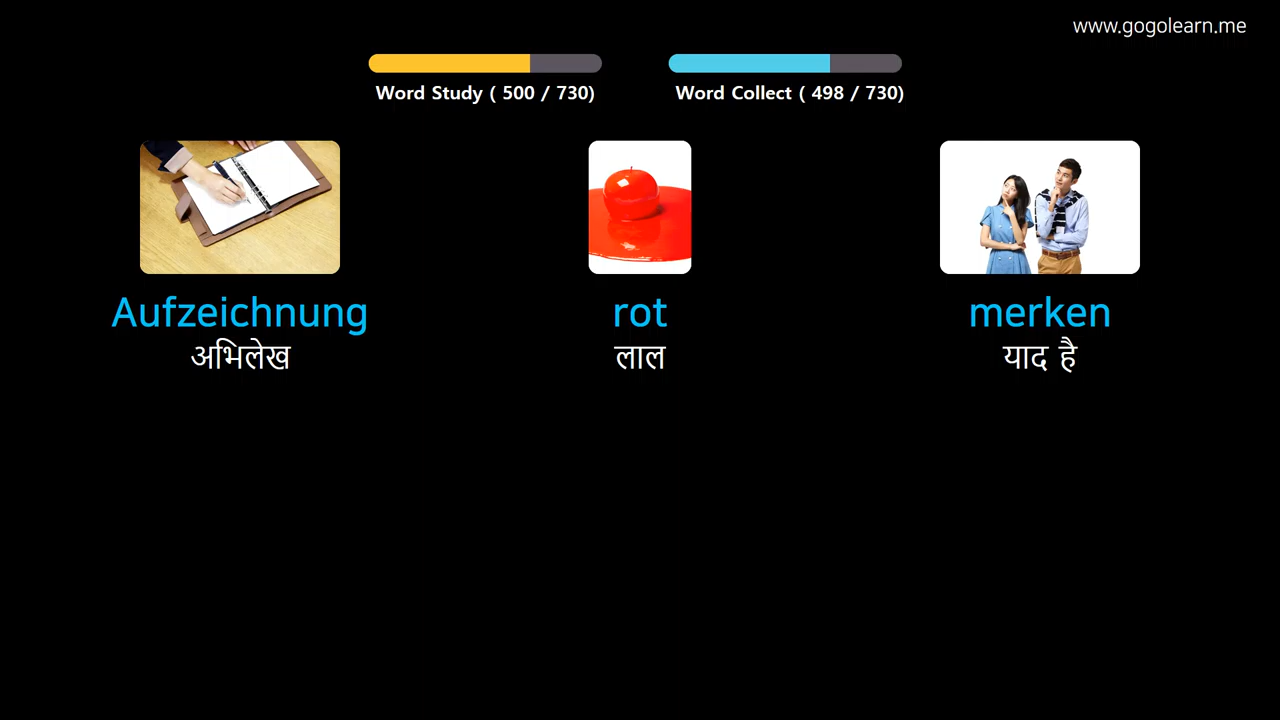 www.gogolearn.me
Word Study ( 500 / 730)
Word Collect ( 498 / 730)
Aufzeichnung
अभिलेख
rot
लाल
merken
याद है